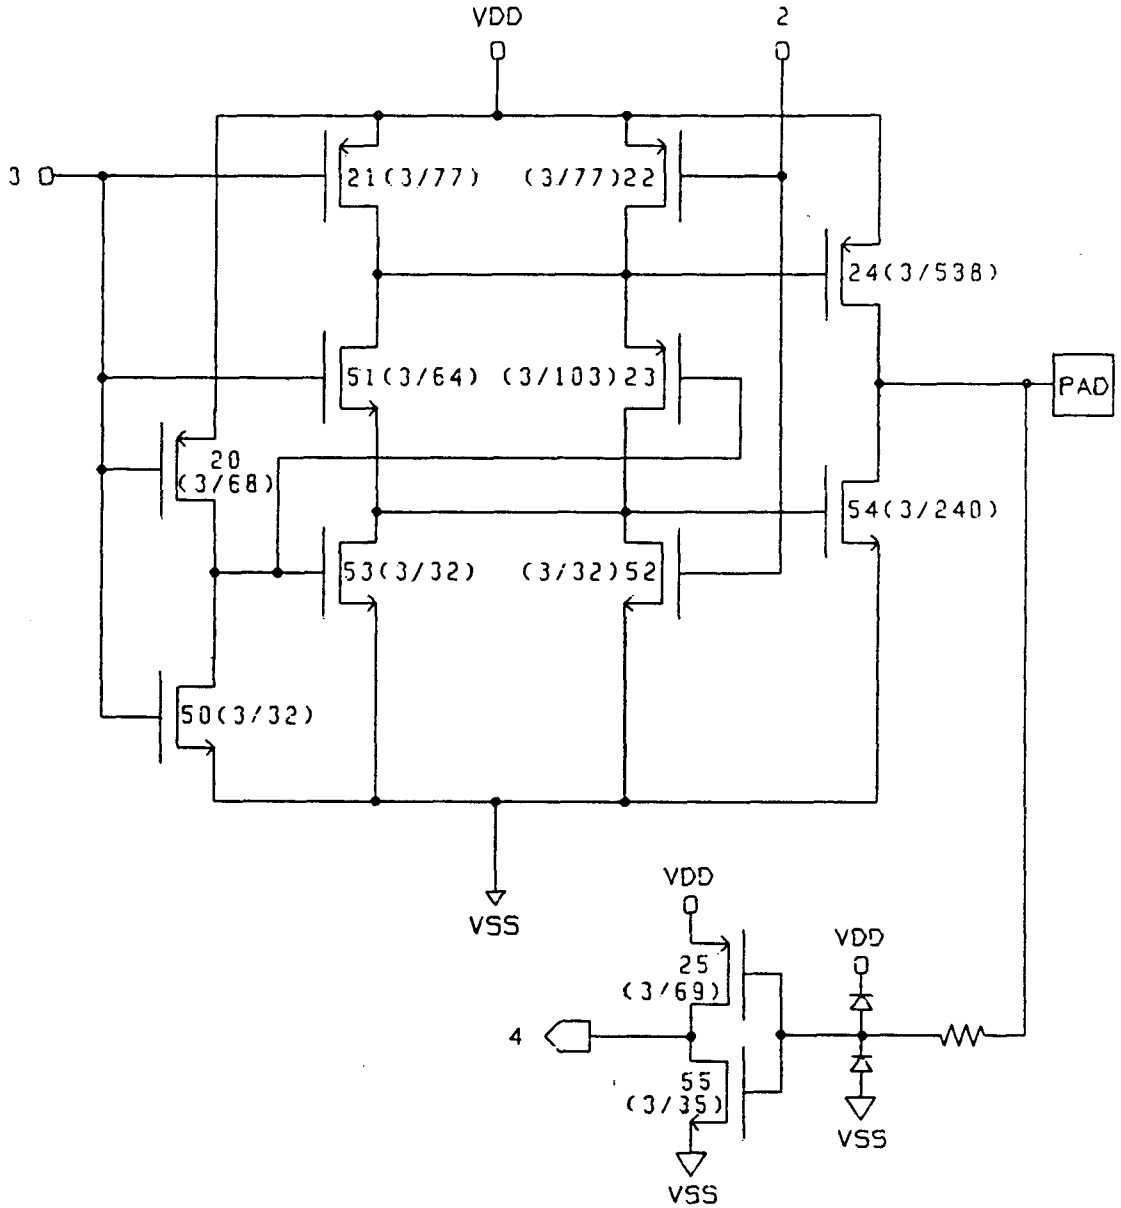 VDD
2
3
21(3/77)
(3/77)22
24(3/538)
51(3/64)
(3/103)23
PAD
20
(3/68)
54(3/240)
53(3/32)
(3/32)52
50(3/32)
VSS
VDD
VDD
25
(3/69)
4
55
(3/35)
VSS
VSS